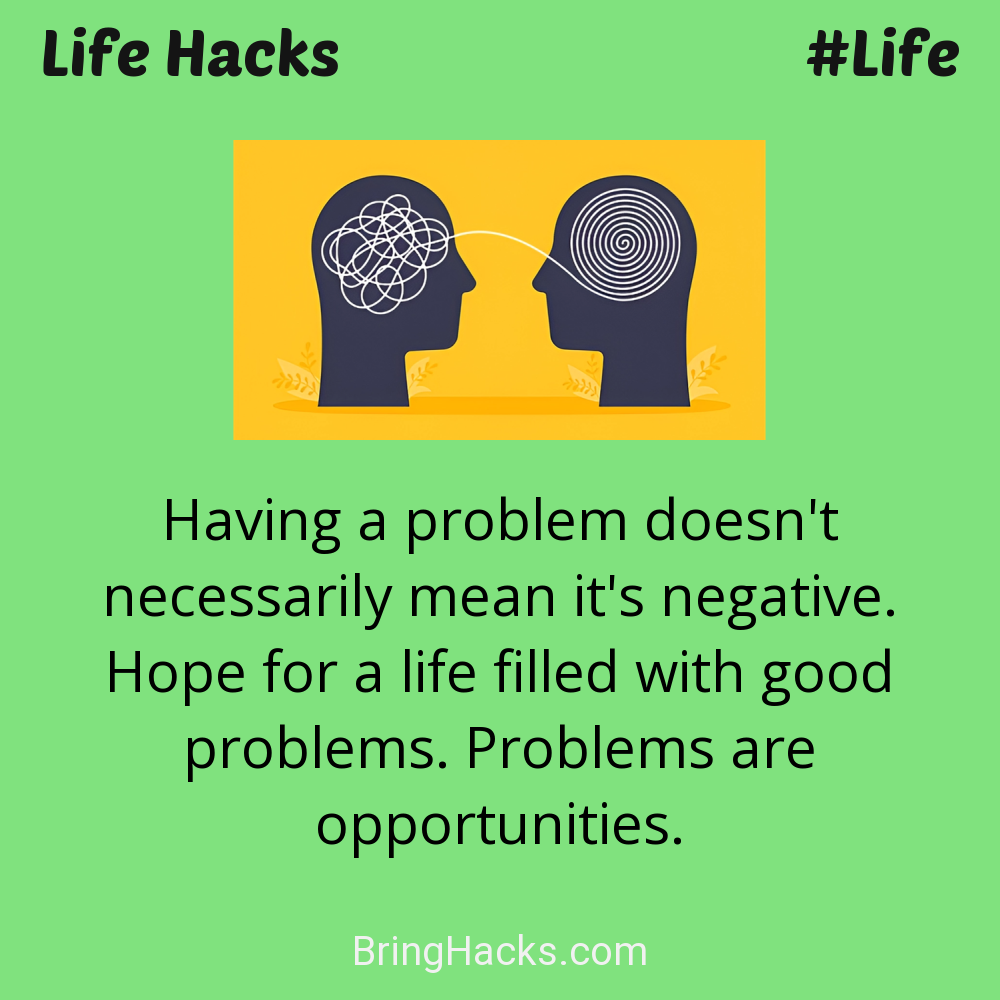 Life Hacks
#Life
Having a problem doesn't
necessarily mean it's negative.
Hope for a life filled with good
problems. Problems are
opportunities.
BringHacks.com